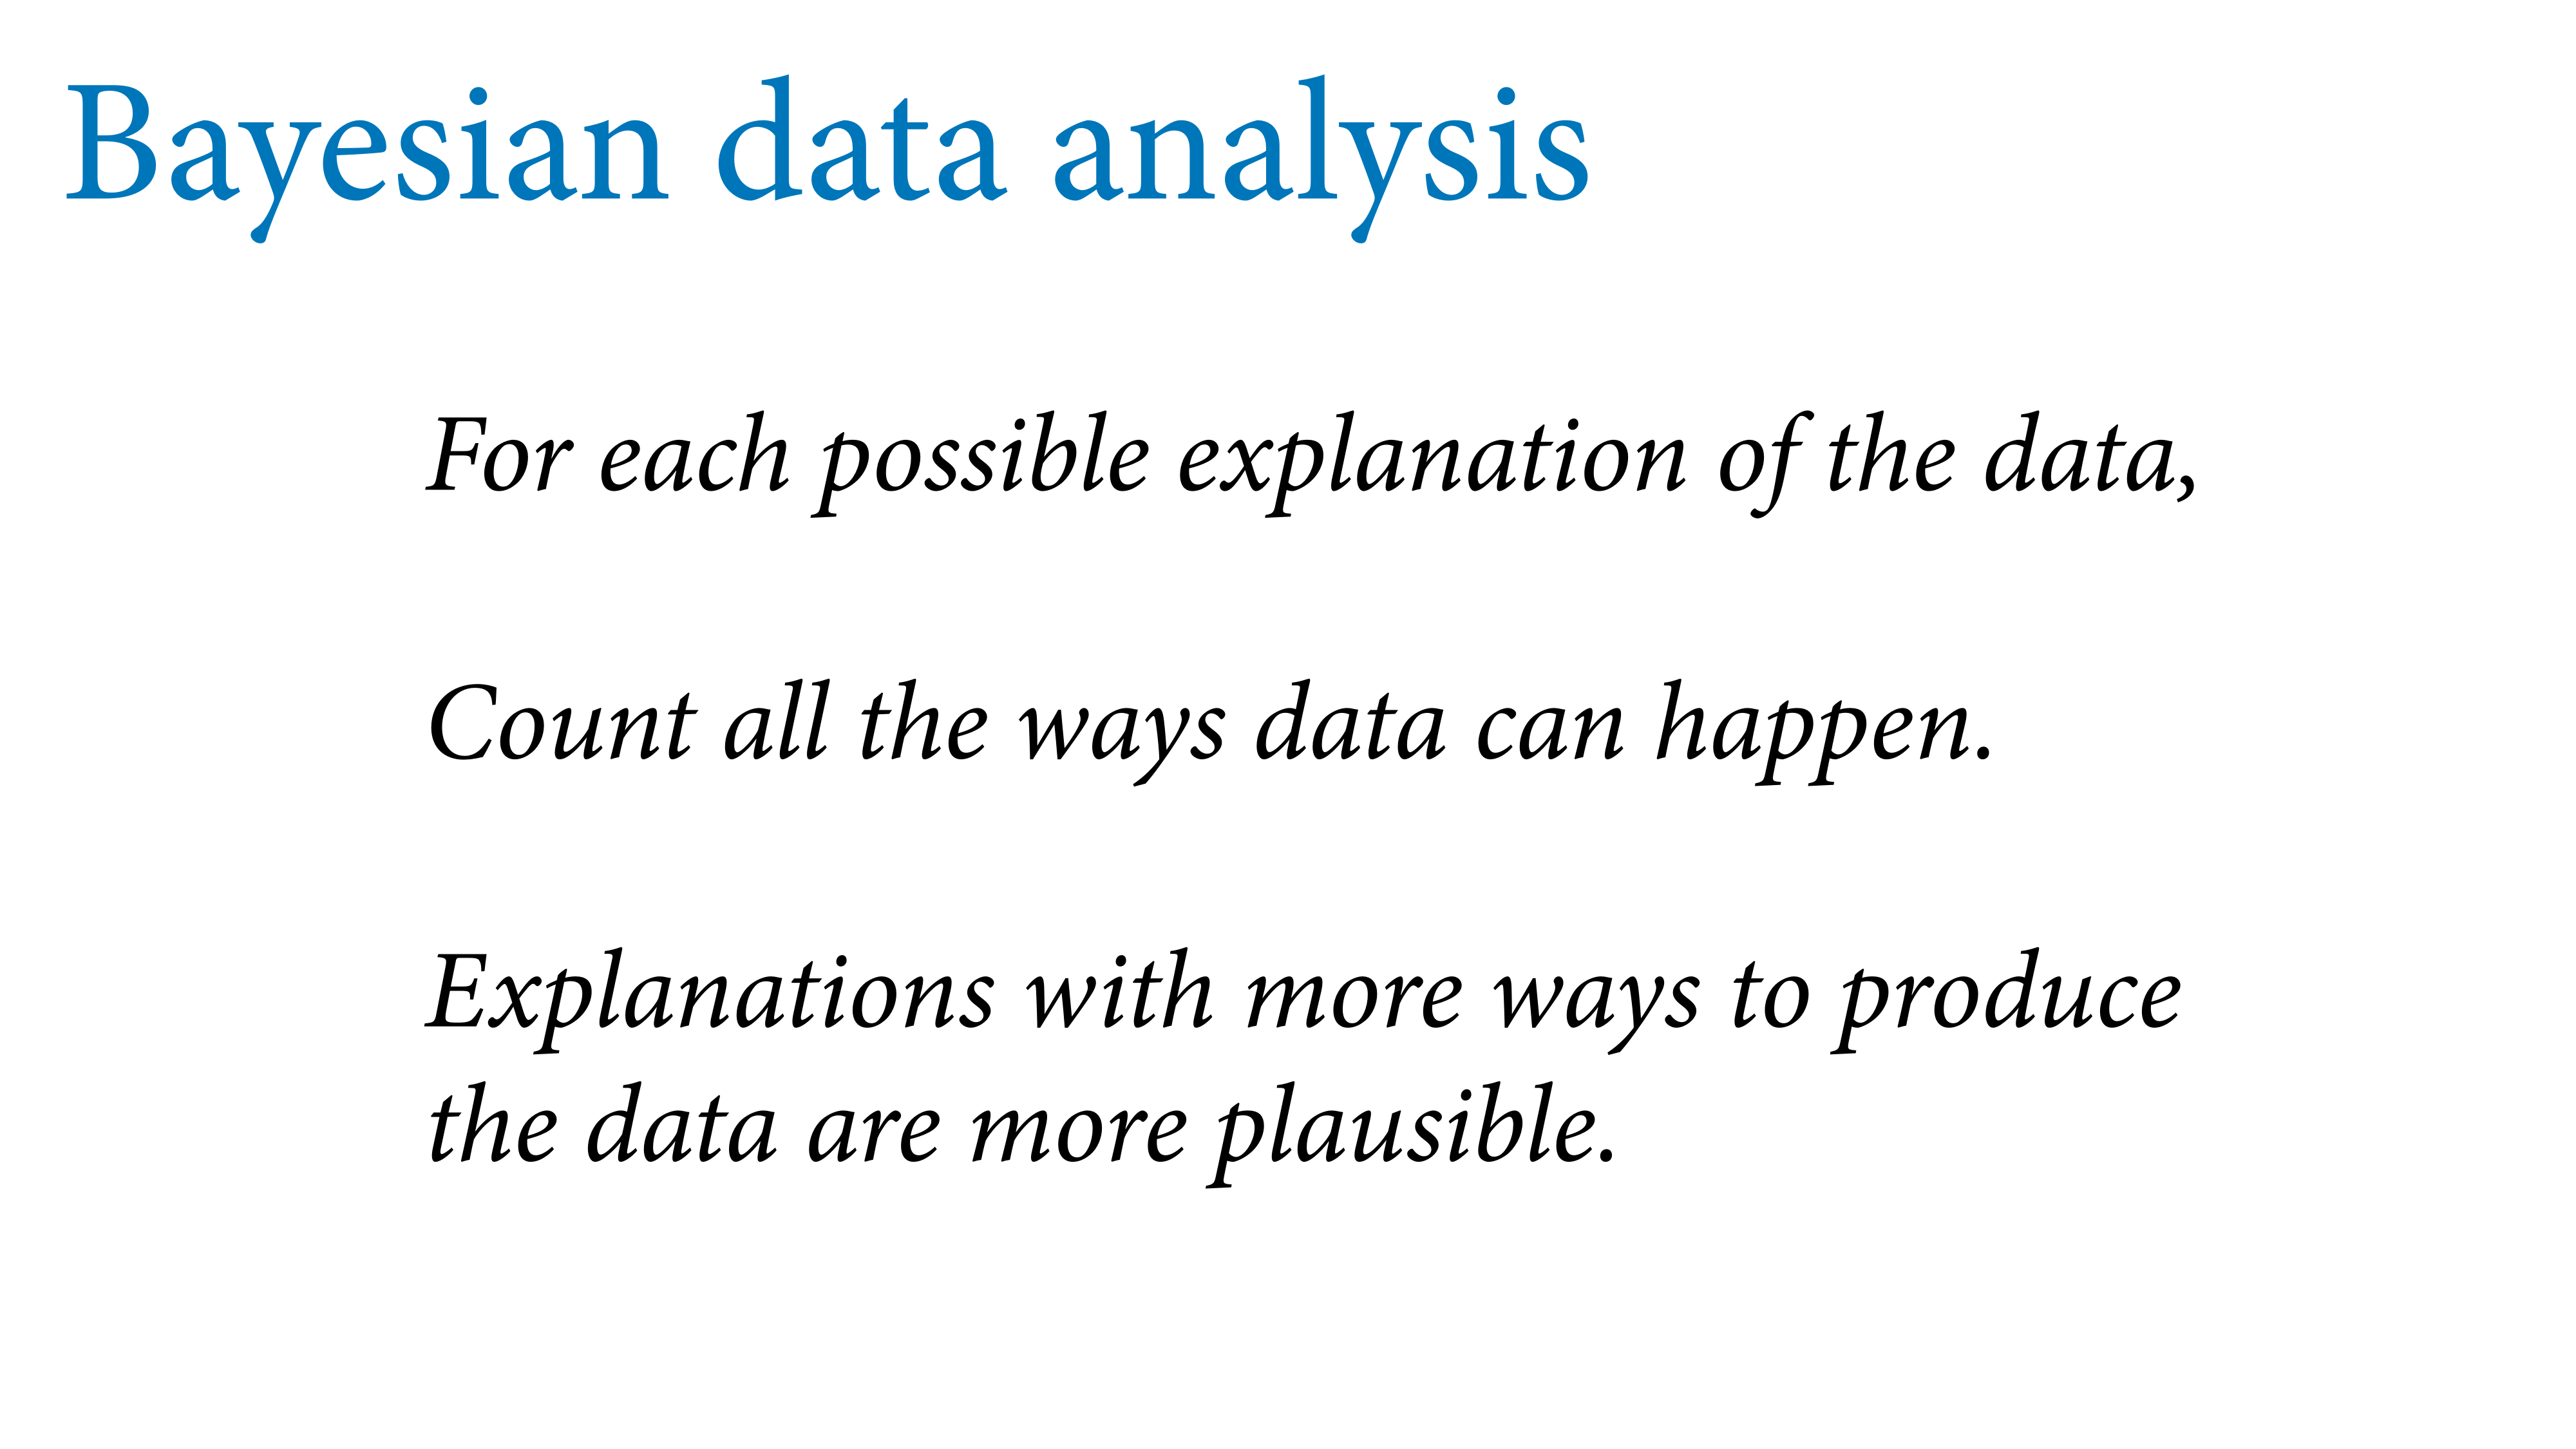 Bayesian data analysis
For each possible explanation of the data,
Count all the ways data can happen.
Explanations with more ways to produce
the data are more plausible.